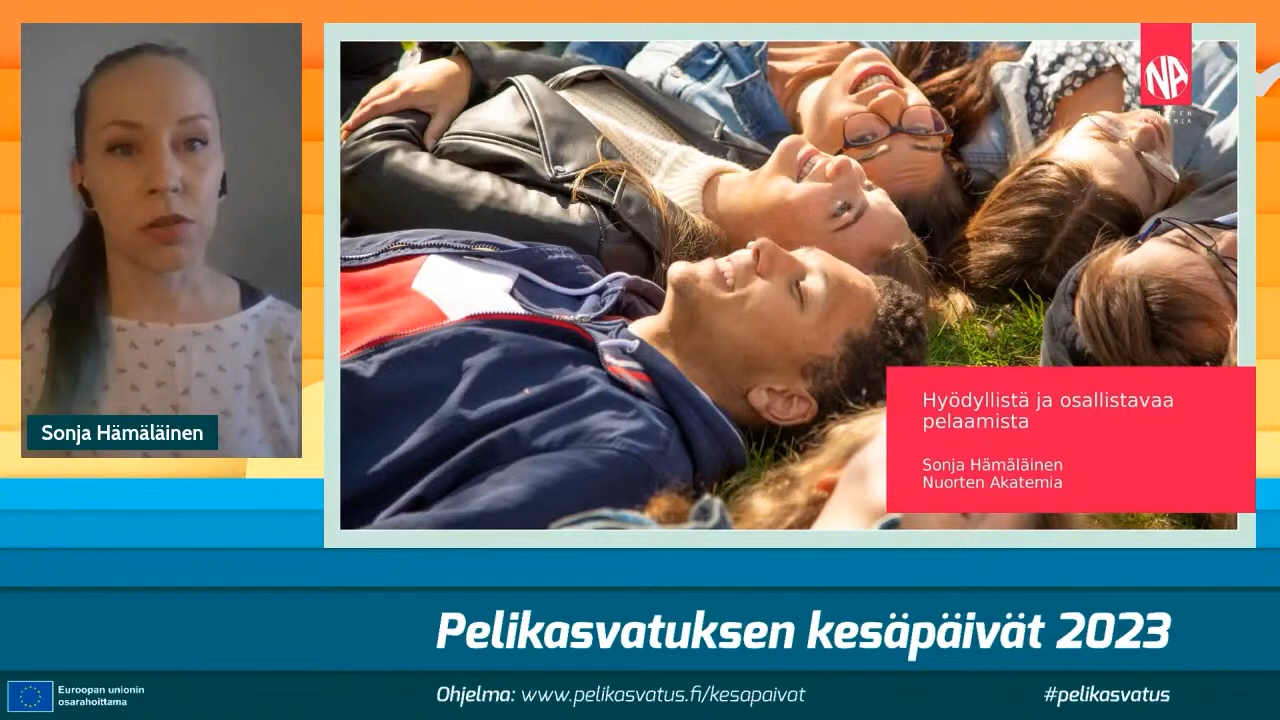 Sonja Hämäläinen
NA
Hyödyllistä ja osallistavaa
pelaamista
Sonja Hämäläinen
Nuorten Akatemia
Pelikasvatuksen kesäpäivät 2023
Euroopan unionin
osarahoittama
Ohjelma: www.pelikasvatus.fi/kesapaivat
#pelikasvatus